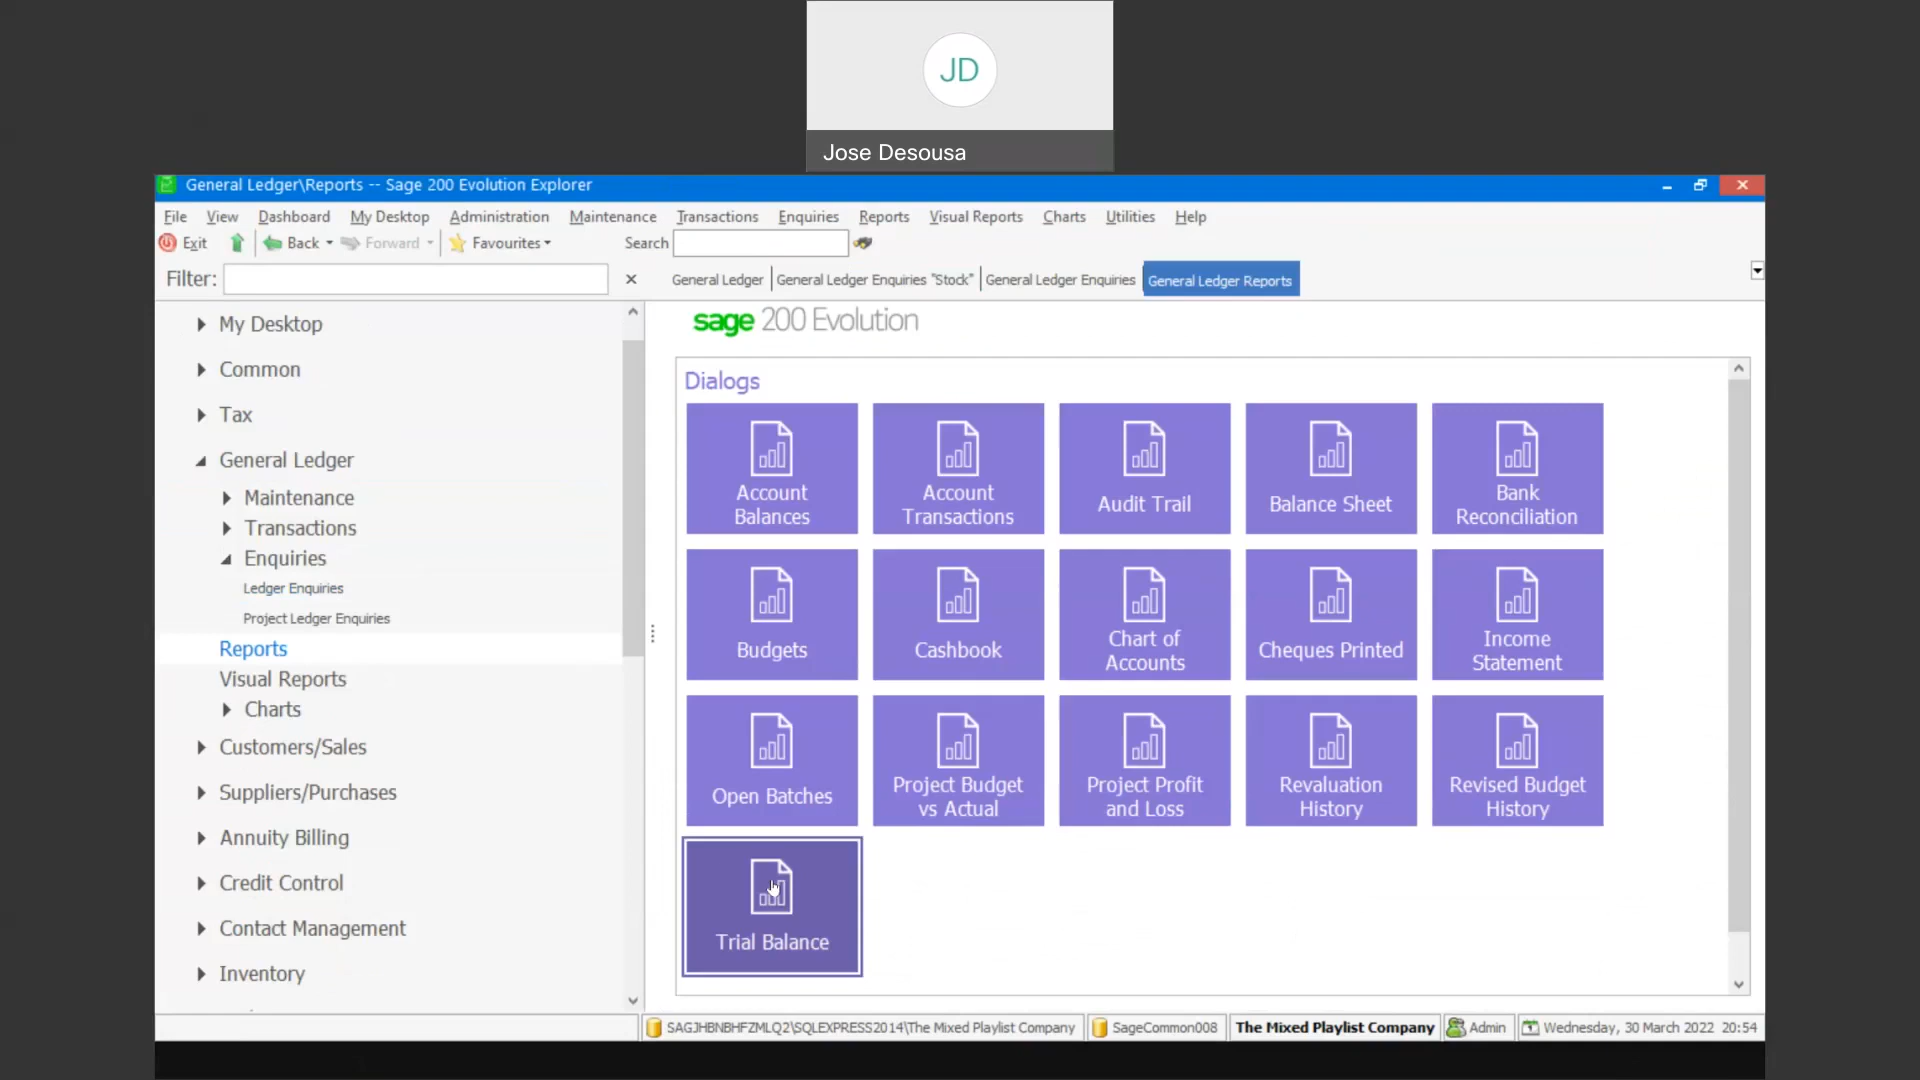 JD
Jose Desousa
General Ledger\Reports -- Sage 200 Evolution Explorer
File View Dashboard My Desktop Administration Maintenance Transactions Enquiries Reports Visual Reports Charts Utilities Help
Exit Back Forward Favourites Search
Filter:
General Ledger General Ledger Enquiries "Stock" General Ledger Enquiries General Ledger Reports
My Desktop
Common
Tax
General Ledger
Maintenance
Transactions
Enquiries
Ledger Enquiries
Project Ledger Enquiries
Reports
Visual Reports
Charts
Customers/Sales
Suppliers/Purchases
Annuity Billing
Credit Control
Contact Management
Inventory
sage 200 Evolution
Dialogs
Account
Balances
Account
Transactions
Audit Trail
Balance Sheet
Bank
Reconciliation
Budgets
Cashbook
Chart of
Accounts
Cheques Printed
Income
Statement
Open Batches
Project Budget
vs Actual
Project Profit
and Loss
Revaluation
History
Revised Budget
History
Trial Balance
SAGJHBNBHFZMLQ2\SQLEXPRESS2014\The Mixed Playlist Company SageCommon008 The Mixed Playlist Company Admin Wednesday, 30 March 2022 20:54